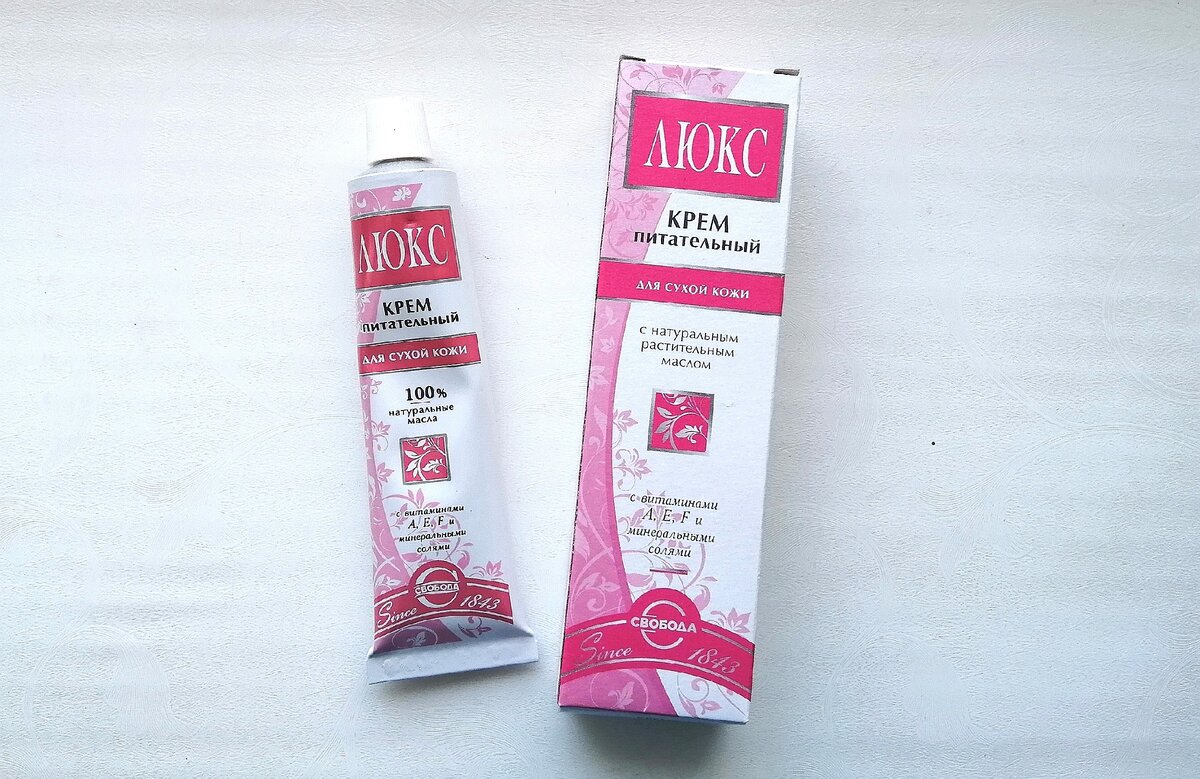 ЛЮКС
КРЕМ
питательный
ДЛЯ СУХОЙ КОЖИ
100%
натуральные
масла
с витаминами
A, E, F и
минеральными
солями
СВОБОДА
Since 1843
ЛЮКС
КРЕМ
питательный
ДЛЯ СУХОЙ КОЖИ
с натуральным
растительным
маслом
с витаминами
A, E, F и
минеральными
солями
СВОБОДА
Since 1843